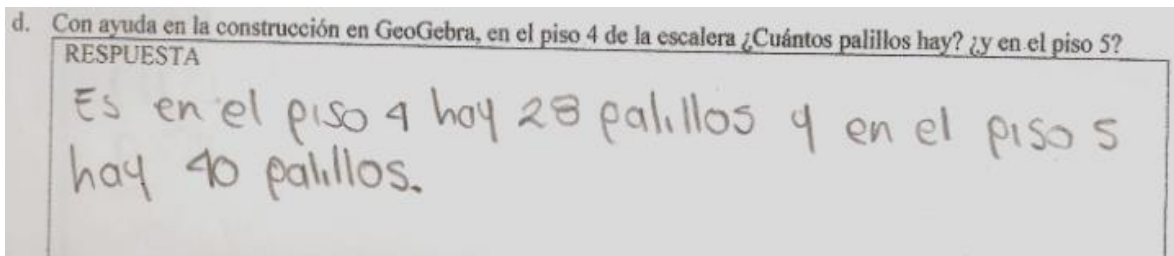 d. Con ayuda en la construcción en GeoGebra, en el piso 4 de la escalera ¿Cuántos palillos hay? ¿y en el piso 5?
RESPUESTA
Es en el piso 4 hay 28 palillos y en el piso 5
hay 40 palillos.